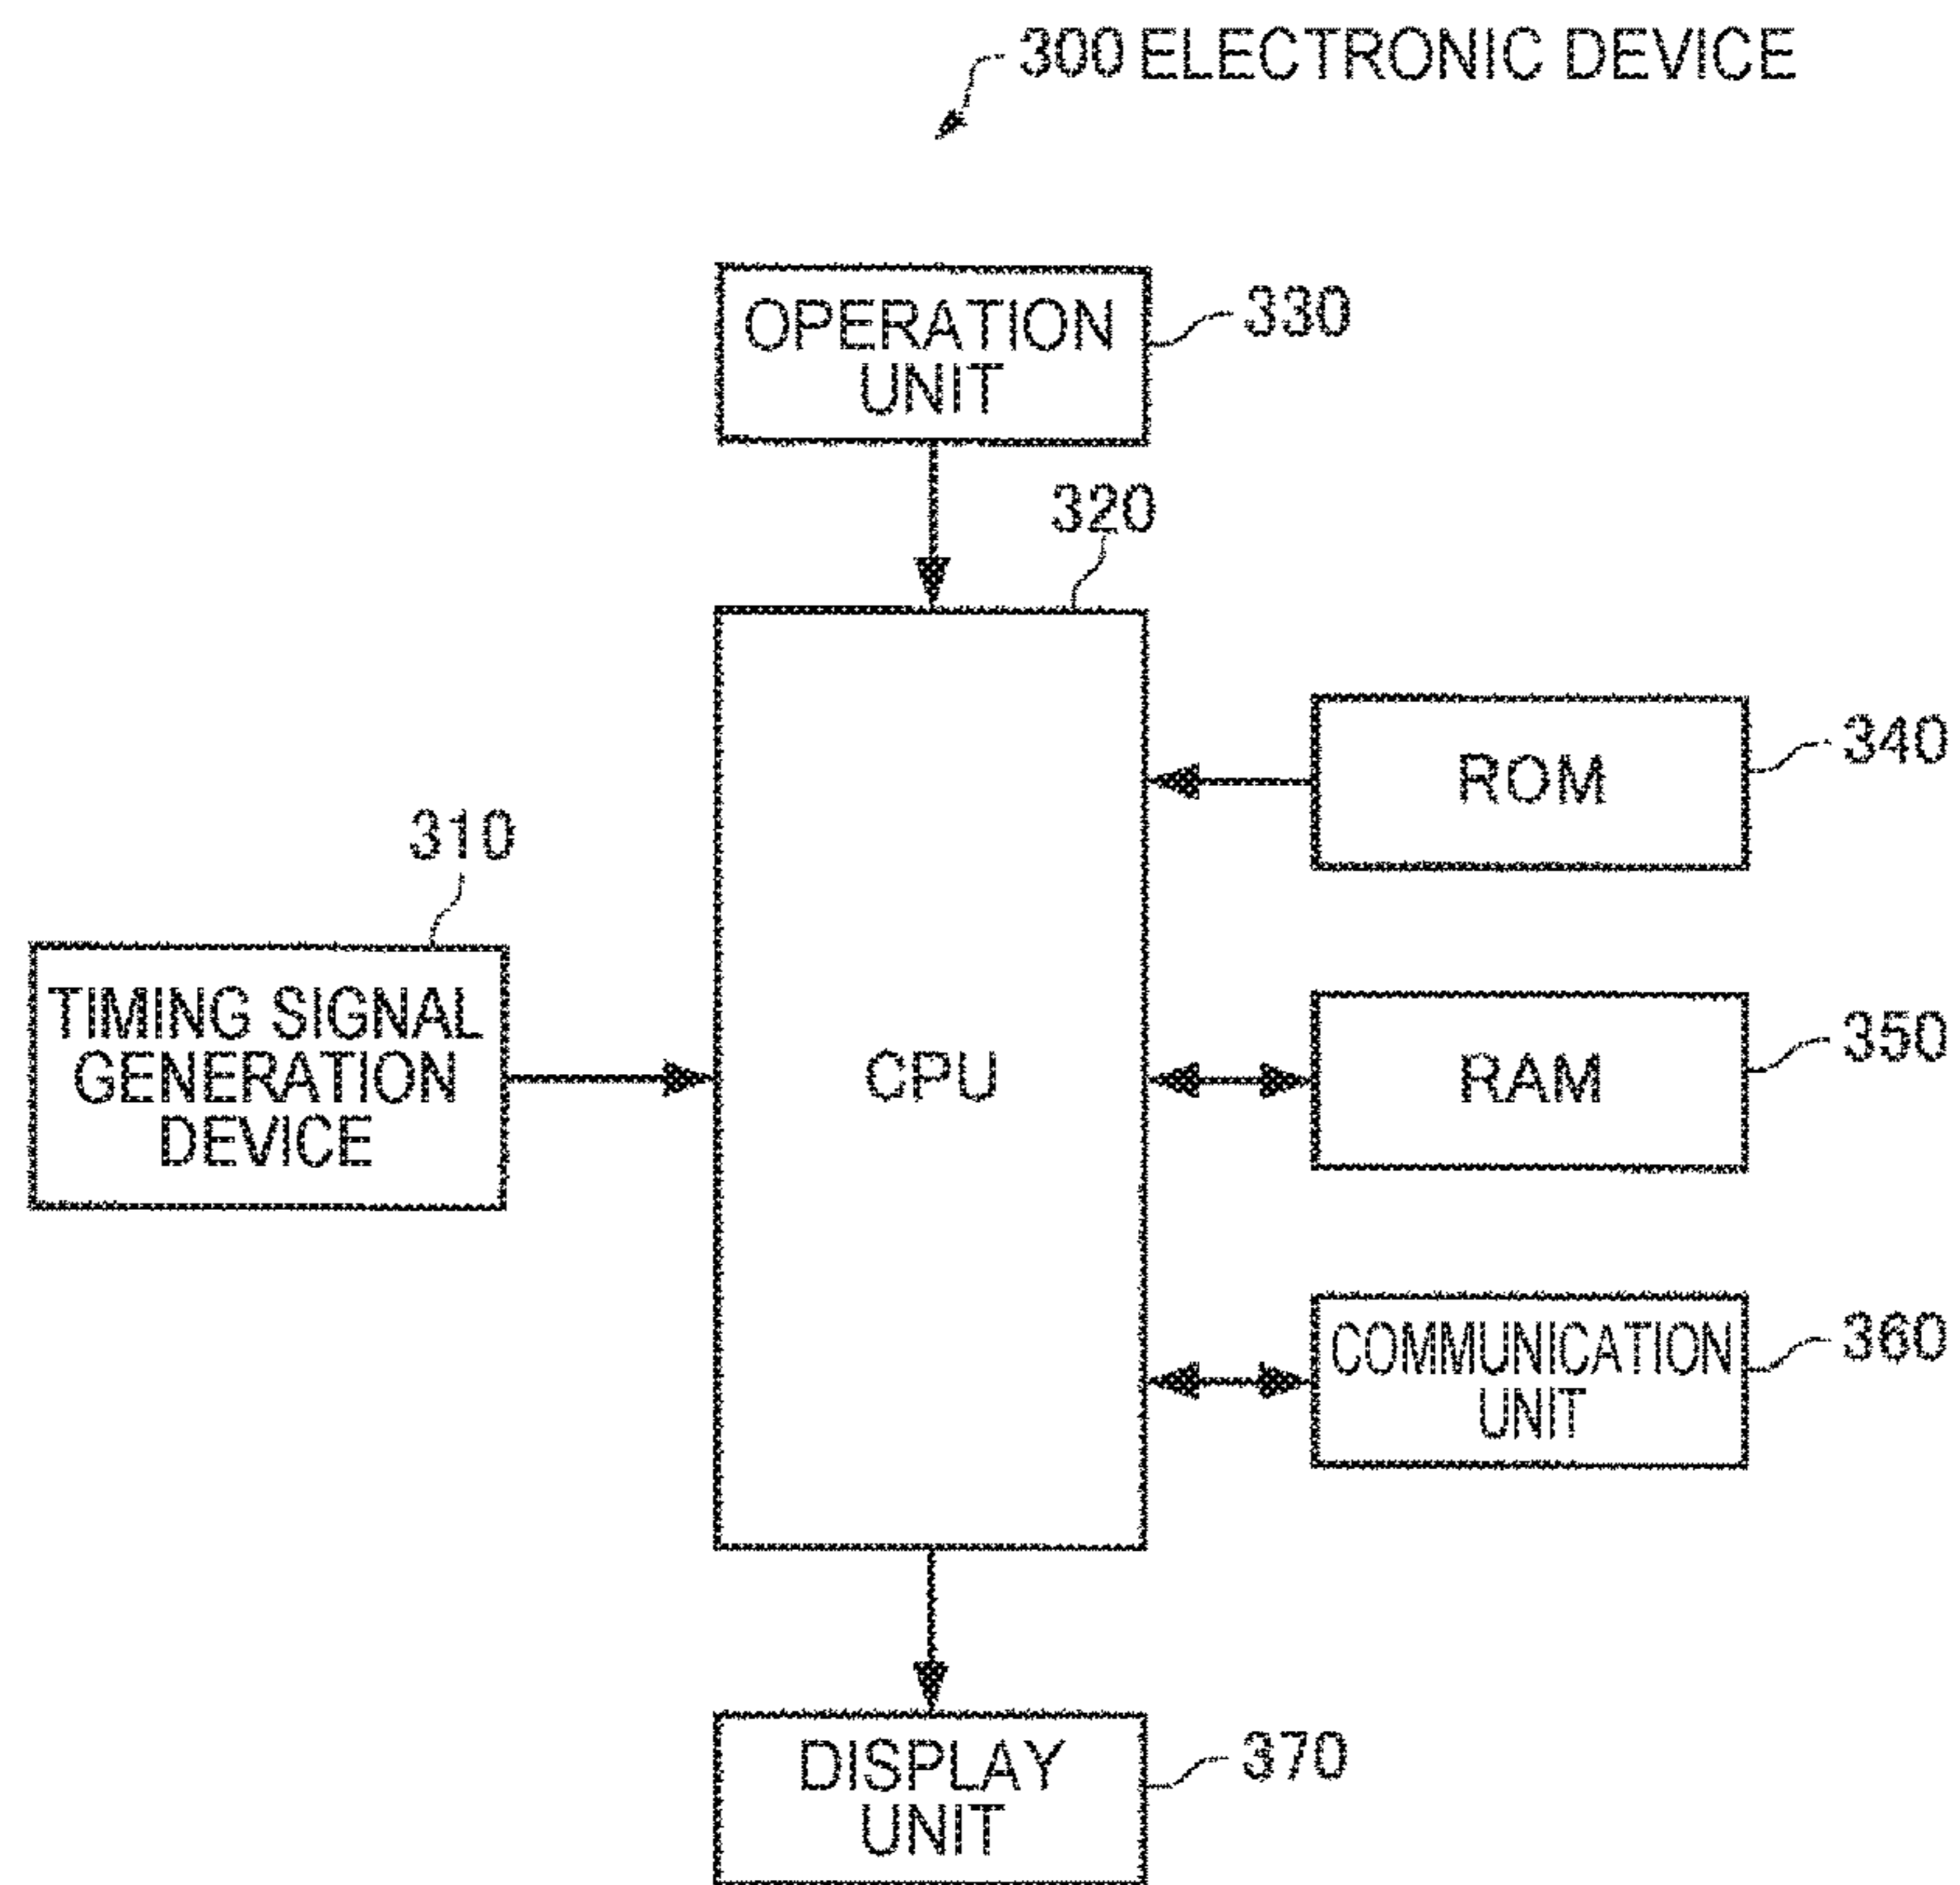 300 ELECTRONIC DEVICE
OPERATION
UNIT
330
320
CPU
ROM
340
310
TIMING SIGNAL
GENERATION
DEVICE
RAM
350
COMMUNICATION
UNIT
360
DISPLAY
UNIT
370